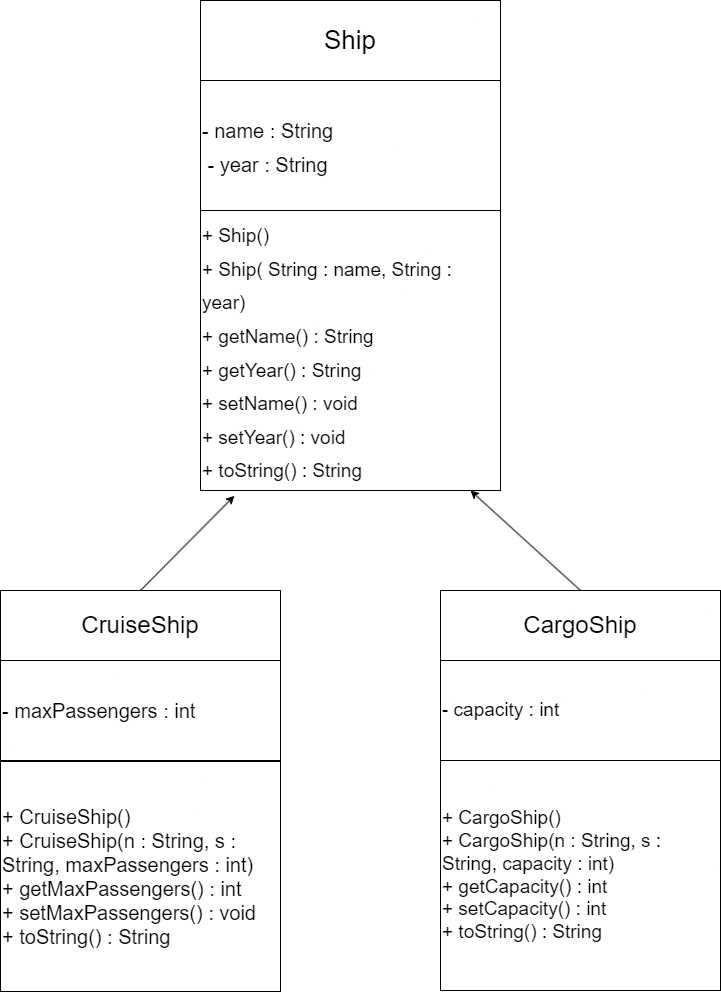 Ship
- name : String
- year : String
+ Ship()
+ Ship( String : name, String :
year)
+ getName() : String
+ getYear() : String
+ setName() : void
+ setYear() : void
+ toString() : String
CruiseShip
- maxPassengers : int
+ CruiseShip()
+ CruiseShip(n : String, s :
String, maxPassengers : int)
+ getMaxPassengers() : int
+ setMaxPassengers() : void
+ toString() : String
CargoShip
- capacity : int
+ CargoShip()
+ CargoShip(n : String, s :
String, capacity : int)
+ getCapacity() : int
+ setCapacity() : int
+ toString() : String